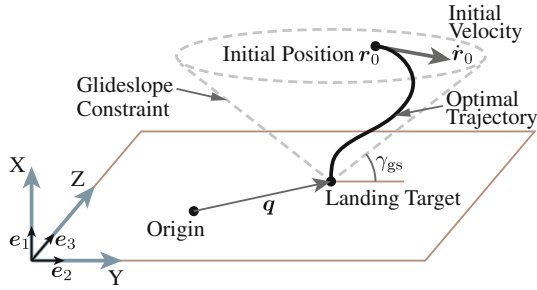 Initial
Velocity
Initial Position r₀
ṙ₀
Glideslope
Constraint
Optimal
Trajectory
X
Z
γgs
q
Landing Target
Origin
e₁
e₃
e₂
Y